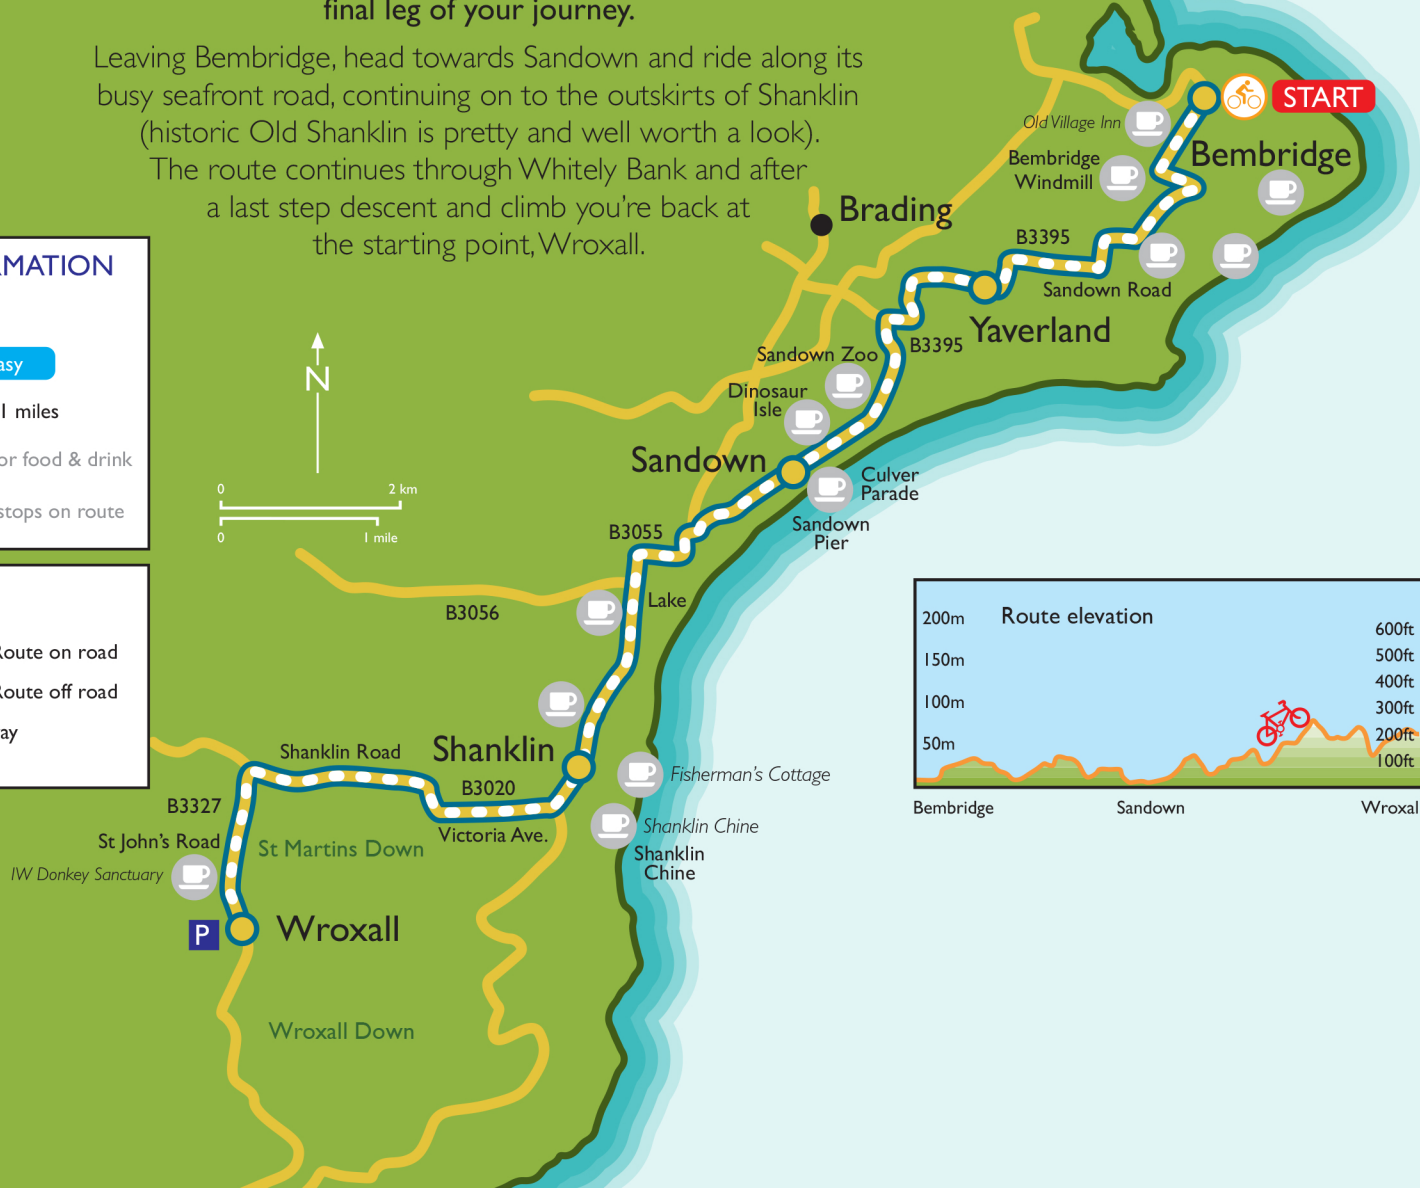 final leg of your journey.
Leaving Bembridge, head towards Sandown and ride along its
busy seafront road, continuing on to the outskirts of Shanklin
(historic Old Shanklin is pretty and well worth a look).
The route continues through Whitely Bank and after
a last step descent and climb you're back at
the starting point, Wroxall.
START
Old Village Inn
Bembridge
Bembridge
Windmill
Brading
B3395
Sandown Road
Yaverland
B3395
Sandown Zoo
Dinosaur
Isle
Sandown
Culver
Parade
Sandown
Pier
B3055
Lake
B3056
Shanklin
Shanklin Road
B3020
Victoria Ave.
Fisherman's Cottage
Shanklin Chine
Shanklin
Chine
B3327
St John's Road
St Martins Down
IW Donkey Sanctuary
P
Wroxall
Wroxall Down
N
0 2 km
0 1 mile
MATION
asy
1 miles
or food & drink
stops on route
Route on road
Route off road
ay
Route elevation
200m
150m
100m
50m
600ft
500ft
400ft
300ft
200ft
100ft
Bembridge Sandown Wroxal